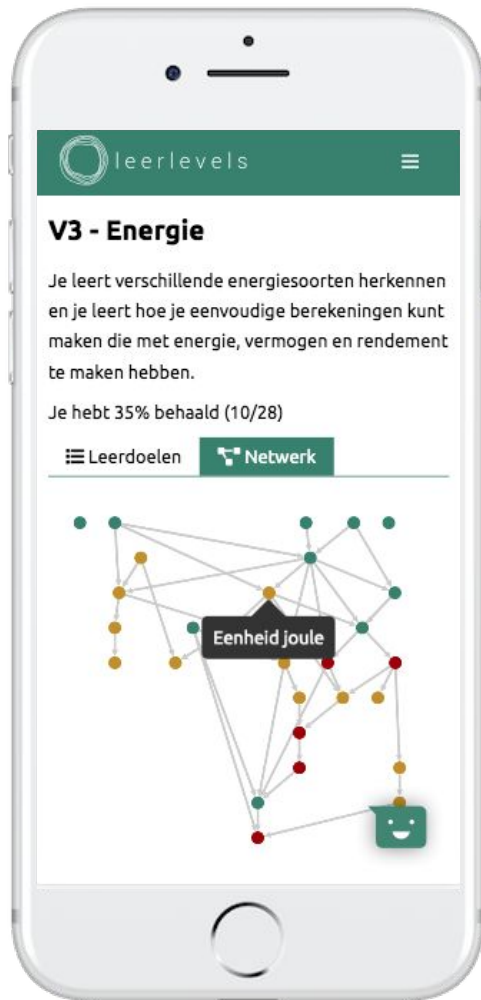 leerlevels
V3 - Energie
Je leert verschillende energiesoorten herkennen
en je leert hoe je eenvoudige berekeningen kunt
maken die met energie, vermogen en rendement
te maken hebben.
Je hebt 35% behaald (10/28)
Leerdoelen Netwerk
Eenheid joule